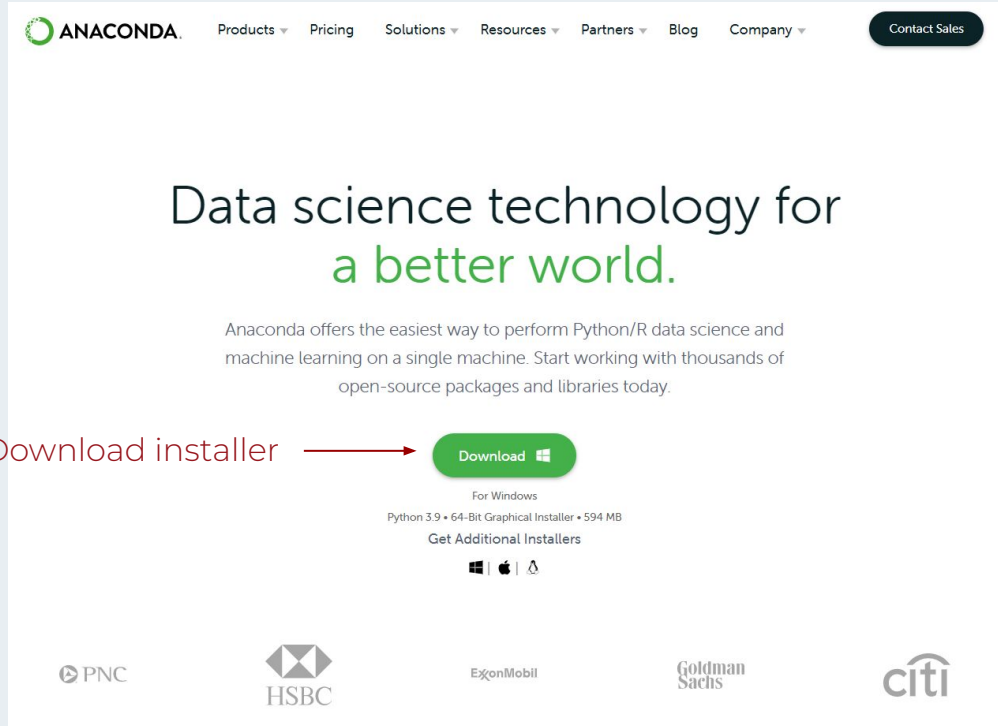 ANACONDA.
Products Pricing Solutions Resources Partners Blog Company Contact Sales
Data science technology for
a better world.
Anaconda offers the easiest way to perform Python/R data science and
machine learning on a single machine. Start working with thousands of
open-source packages and libraries today.
Download installer
Download
For Windows
Python 3.9 • 64-Bit Graphical Installer • 594 MB
Get Additional Installers
PNC
HSBC
ExxonMobil
Goldman
Sachs
citi